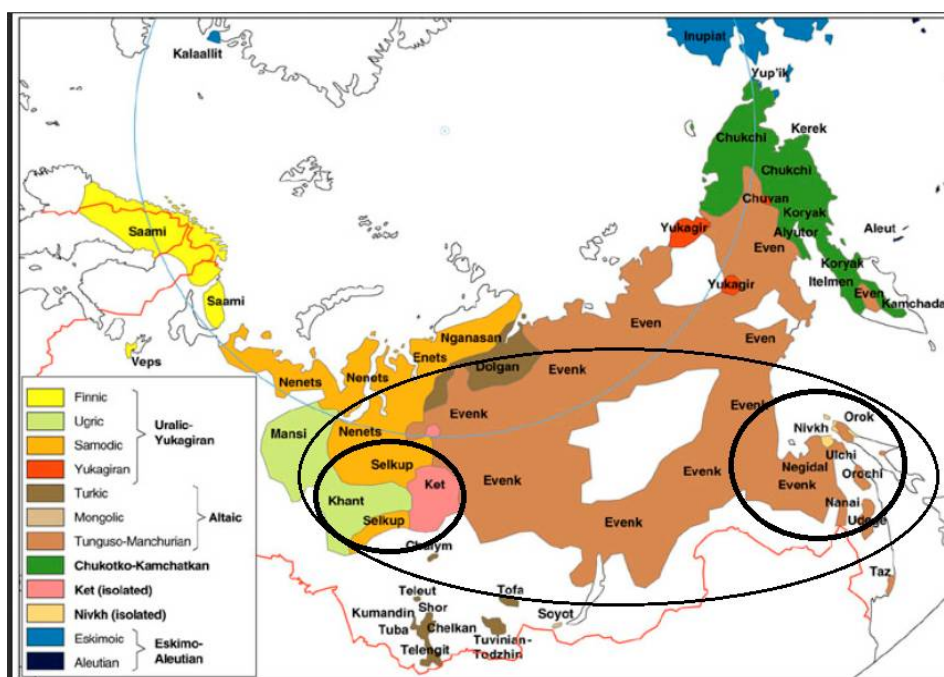 Inupiat
Kalaallit
Yup'ik
Chukchi
Kerek
Chukchi
Chuvan
Koryak
Saami
Yukagir
Alyutor
Aleut
Even
Koryak
Itelmen
Yukagir
Even
Kamchadal
Saami
Nganasan
Even
Enets
Even
Veps
Dolgan
Nenets
Nenets
Evenk
Evenk
Evenk
Orok
Nivkh
Mansi
Nenets
Ulchi
Selkup
Negidal
Orochi
Ket
Evenk
Evenk
Evenk
Khant
Nanai
Selkup
Evenk
Udege
Chulym
Taz
Teleut
Tofa
Kumandin
Shor
Soyot
Tuba
Chelkan
Tuvinian-
Todzhin
Telengit
Finnic
Ugric
Uralic-
Yukagiran
Samodic
Yukagiran
Turkic
Mongolic
Altaic
Tunguso-Manchurian
Chukotko-Kamchatkan
Ket (isolated)
Nivkh (isolated)
Eskimoic
Eskimo-
Aleutian
Aleutian